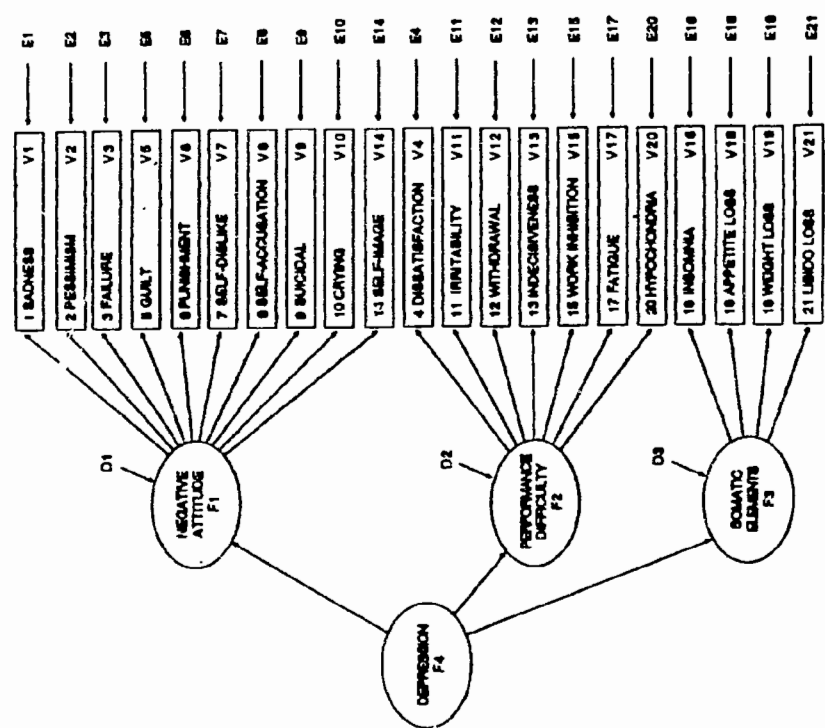 1 SADNESS V1 E1
2 PESSIMISM V2 E2
3 FAILURE V3 E3
5 GUILT V5 E5
6 PUNISHMENT V6 E6
7 SELF-DISLIKE V7 E7
8 SELF-ACCUSATION V8 E8
9 SUICIDAL V9 E9
10 CRYING V10 E10
14 SELF-IMAGE V14 E14
4 DISSATISFACTION V4 E4
11 IRRITABILITY V11 E11
12 WITHDRAWAL V12 E12
13 INDECISIVENESS V13 E13
15 WORK INHIBITION V15 E15
17 FATIGUE V17 E17
20 HYPOCHONDRIA V20 E20
16 INSOMNIA V16 E16
18 APPETITE LOSS V18 E18
19 WEIGHT LOSS V19 E19
21 LIBIDO LOSS V21 E21
D1
NEGATIVE
ATTITUDE
F1
D2
PERFORMANCE
DIFFICULTY
F2
D3
SOMATIC
ELEMENTS
F3
DEPRESSION
F4